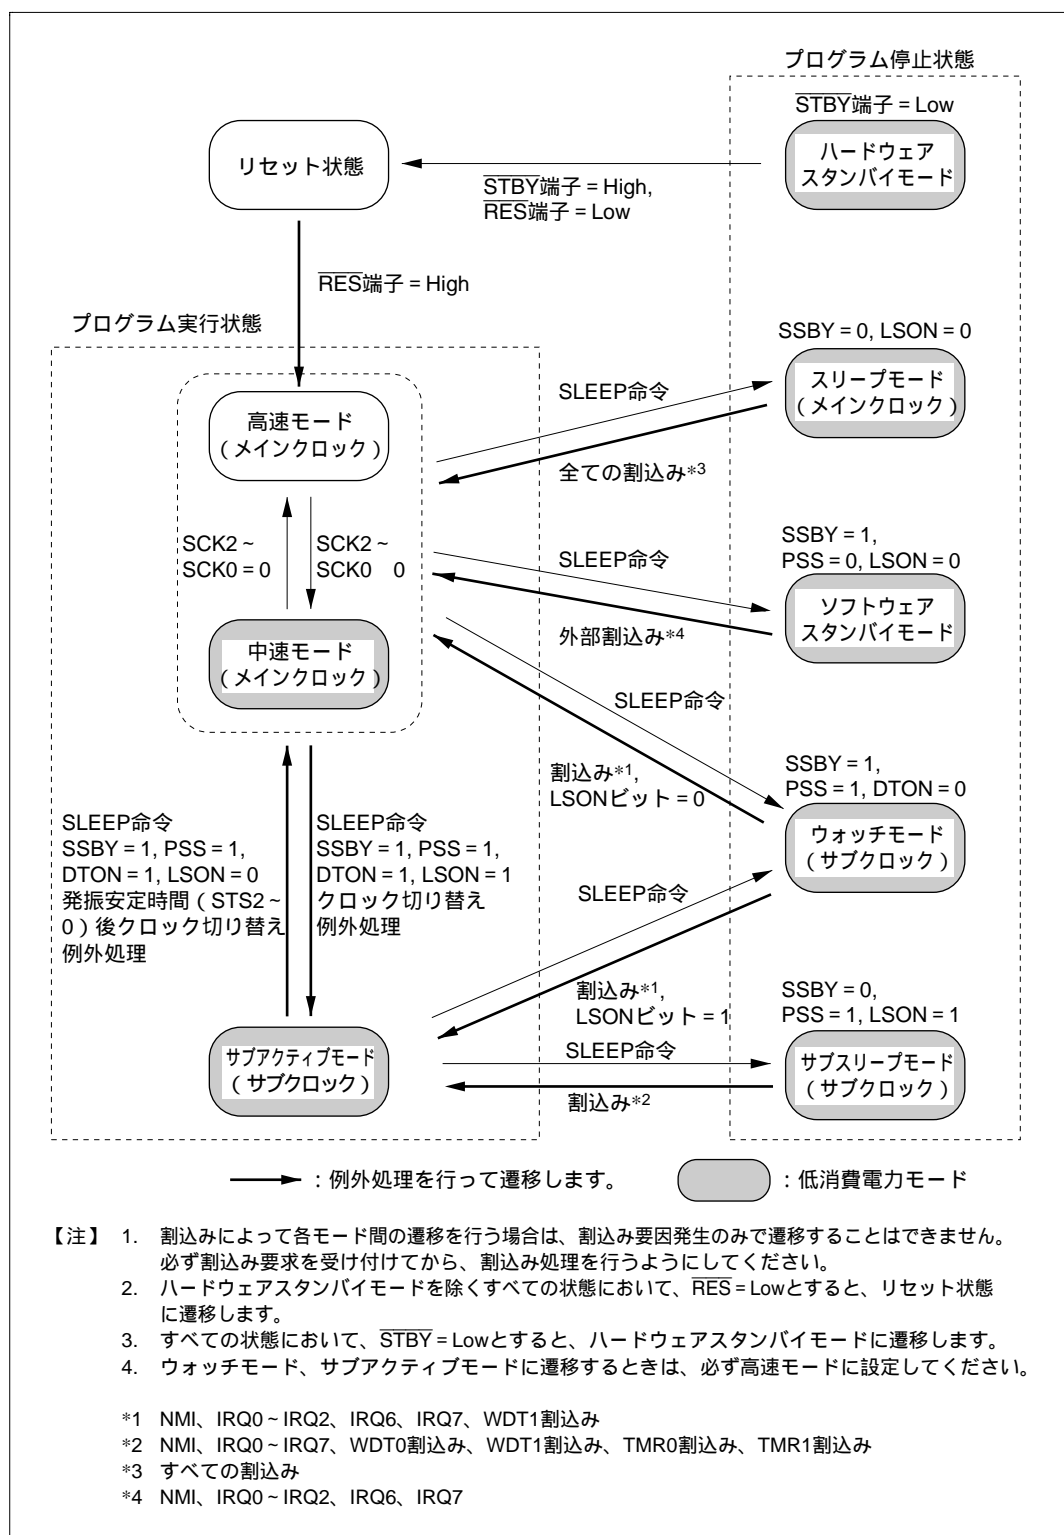 プログラム停止状態
STBY端子 = Low
ハードウェア
スタンバイモード
リセット状態
STBY端子 = High,
RES端子 = Low
RES端子 = High
プログラム実行状態
SSBY = 0, LSON = 0
スリープモード
（メインクロック）
SLEEP命令
高速モード
（メインクロック）
全ての割込み*3
SCK2～
SCK0 = 0
SCK2～
SCK0 0
SLEEP命令
SSBY = 1,
PSS = 0, LSON = 0
ソフトウェア
スタンバイモード
外部割込み*4
中速モード
（メインクロック）
SLEEP命令
割込み*1,
LSONビット = 0
SSBY = 1,
PSS = 1, DTON = 0
ウォッチモード
（サブクロック）
SLEEP命令
SSBY = 1, PSS = 1,
DTON = 1, LSON = 0
発振安定時間（STS2～
0）後クロック切り替え
例外処理
SLEEP命令
SSBY = 1, PSS = 1,
DTON = 1, LSON = 1
クロック切り替え
例外処理
SLEEP命令
割込み*1,
LSONビット = 1
SSBY = 0,
PSS = 1, LSON = 1
サブアクティブモード
（サブクロック）
SLEEP命令
サブスリープモード
（サブクロック）
割込み*2
：例外処理を行って遷移します。
：低消費電力モード
【注】 1. 割込みによって各モード間の遷移を行う場合は、割込み要因発生のみで遷移することはできません。
必ず割込み要求を受け付けてから、割込み処理を行うようにしてください。
2. ハードウェアスタンバイモードを除くすべての状態において、RES = Lowとすると、リセット状態
に遷移します。
3. すべての状態において、STBY = Lowとすると、ハードウェアスタンバイモードに遷移します。
4. ウォッチモード、サブアクティブモードに遷移するときは、必ず高速モードに設定してください。
*1 NMI、IRQ0～IRQ2、IRQ6、IRQ7、WDT1割込み
*2 NMI、IRQ0～IRQ7、WDT0割込み、WDT1割込み、TMR0割込み、TMR1割込み
*3 すべての割込み
*4 NMI、IRQ0～IRQ2、IRQ6、IRQ7